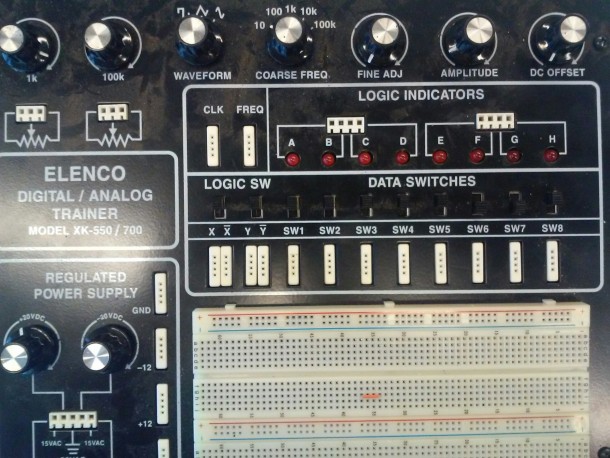 100 1k 10k
10 100k
1k 100k WAVEFORM COARSE FREQ FINE ADJ AMPLITUDE DC OFFSET
CLK FREQ
LOGIC INDICATORS
A B C D E F G H
LOGIC SW DATA SWITCHES
X X̅ Y Y̅ SW1 SW2 SW3 SW4 SW5 SW6 SW7 SW8
ELENCO
DIGITAL / ANALOG
TRAINER
MODEL XK-550 / 700
REGULATED
POWER SUPPLY
GND
+20VDC -20VDC
-12
+12
15VAC 15VAC